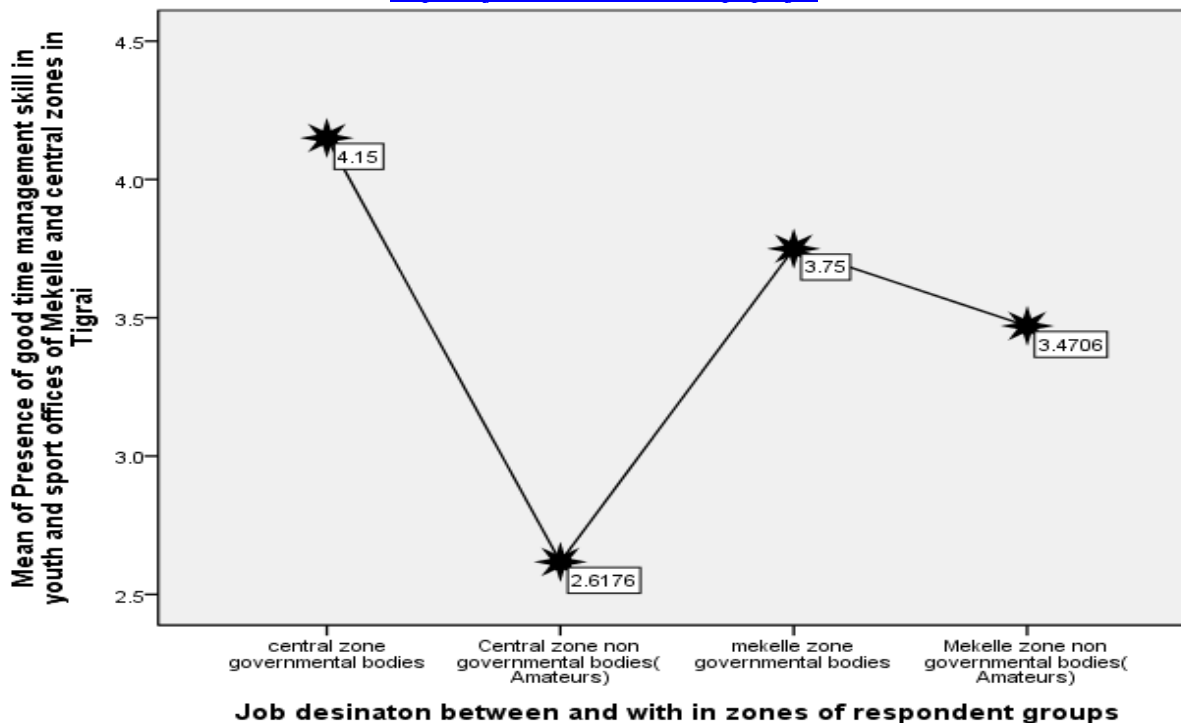 Mean of Presence of good time management skill in
youth and sport offices of Mekelle and central zones in
Tigrai
4.5
4.0
3.5
3.0
2.5
4.15
2.6176
3.75
3.4706
central zone
governmental bodies
Central zone non
governmental bodies(
Amateurs)
mekelle zone
governmental bodies
Mekelle zone non
governmental bodies(
Amateurs)
Job desinaton between and with in zones of respondent groups